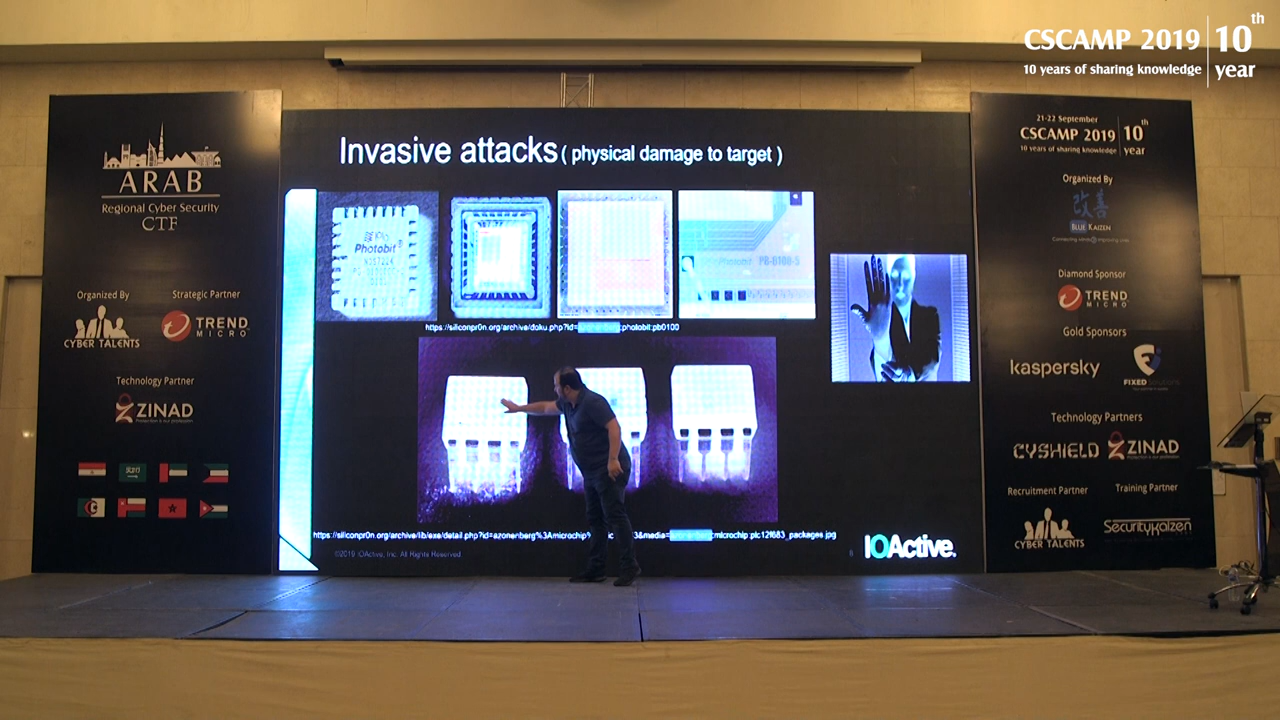 CSCAMP 2019 10th
10 years of sharing knowledge year
ARAB
Regional Cyber Security
CTF
Organized By
CYBER TALENTS
Strategic Partner
TREND
MICRO
Technology Partner
ZINAD
Invasive attacks ( physical damage to target )
Photobit
PB-0100-5
https://siliconpr0n.org/archive/doku.php?id= :photobit:pb0100
https://siliconpr0n.org/archive/lib/exe/detail.php?id=azonenberg%3Amicrochip% &media= :microchip:pic12f683_packages.jpg
©2019 IOActive, Inc. All Rights Reserved.
8
IOActive.
21-22 September
CSCAMP 2019 10th
10 years of sharing knowledge year
Organized By
改善
BLUE KAIZEN
Diamond Sponsor
TREND
MICRO
Gold Sponsors
kaspersky
FIXED
Technology Partners
CYSHIELD
ZINAD
Recruitment Partner
CYBER TALENTS
Training Partner
Securitykaizen